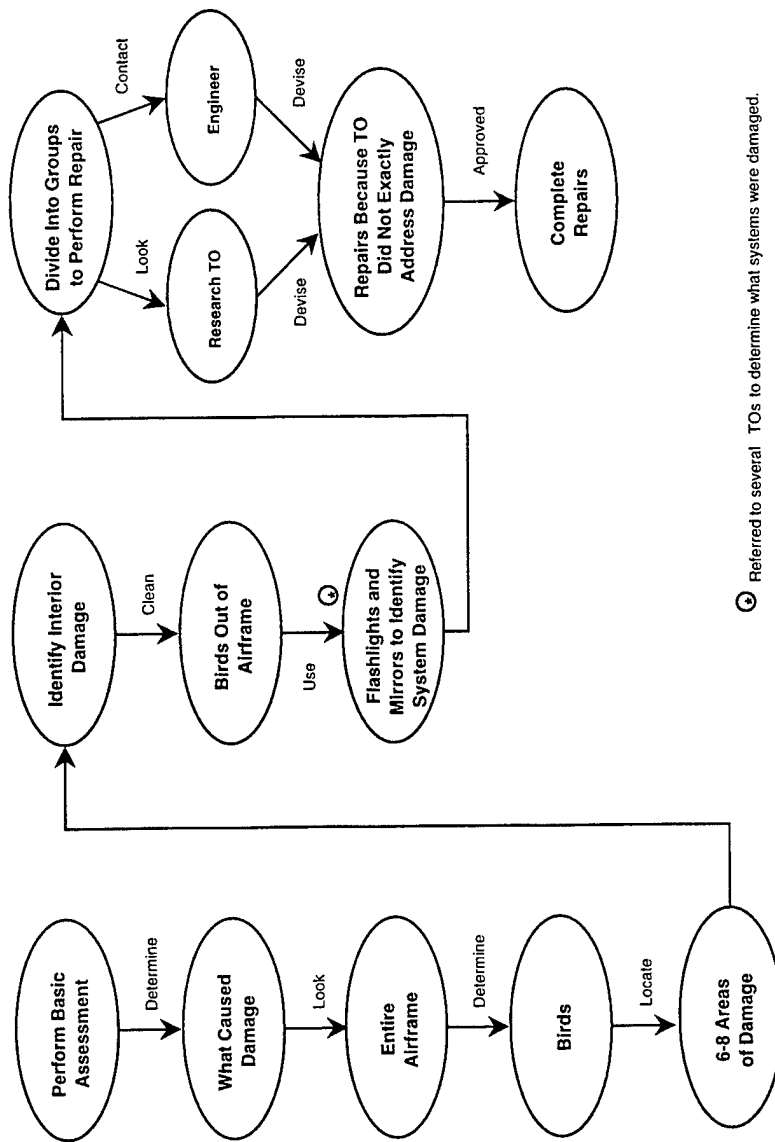 Perform Basic
Assessment
Determine
What Caused
Damage
Look
Entire
Airframe
Determine
Birds
Locate
6-8 Areas
of Damage
Identify Interior
Damage
Clean
Birds Out of
Airframe
Use
Flashlights and
Mirrors to Identify
System Damage
Divide Into Groups
to Perform Repair
Look
Contact
Research TO
Engineer
Devise
Devise
Repairs Because TO
Did Not Exactly
Address Damage
Approved
Complete
Repairs
* Referred to several TOs to determine what systems were damaged.